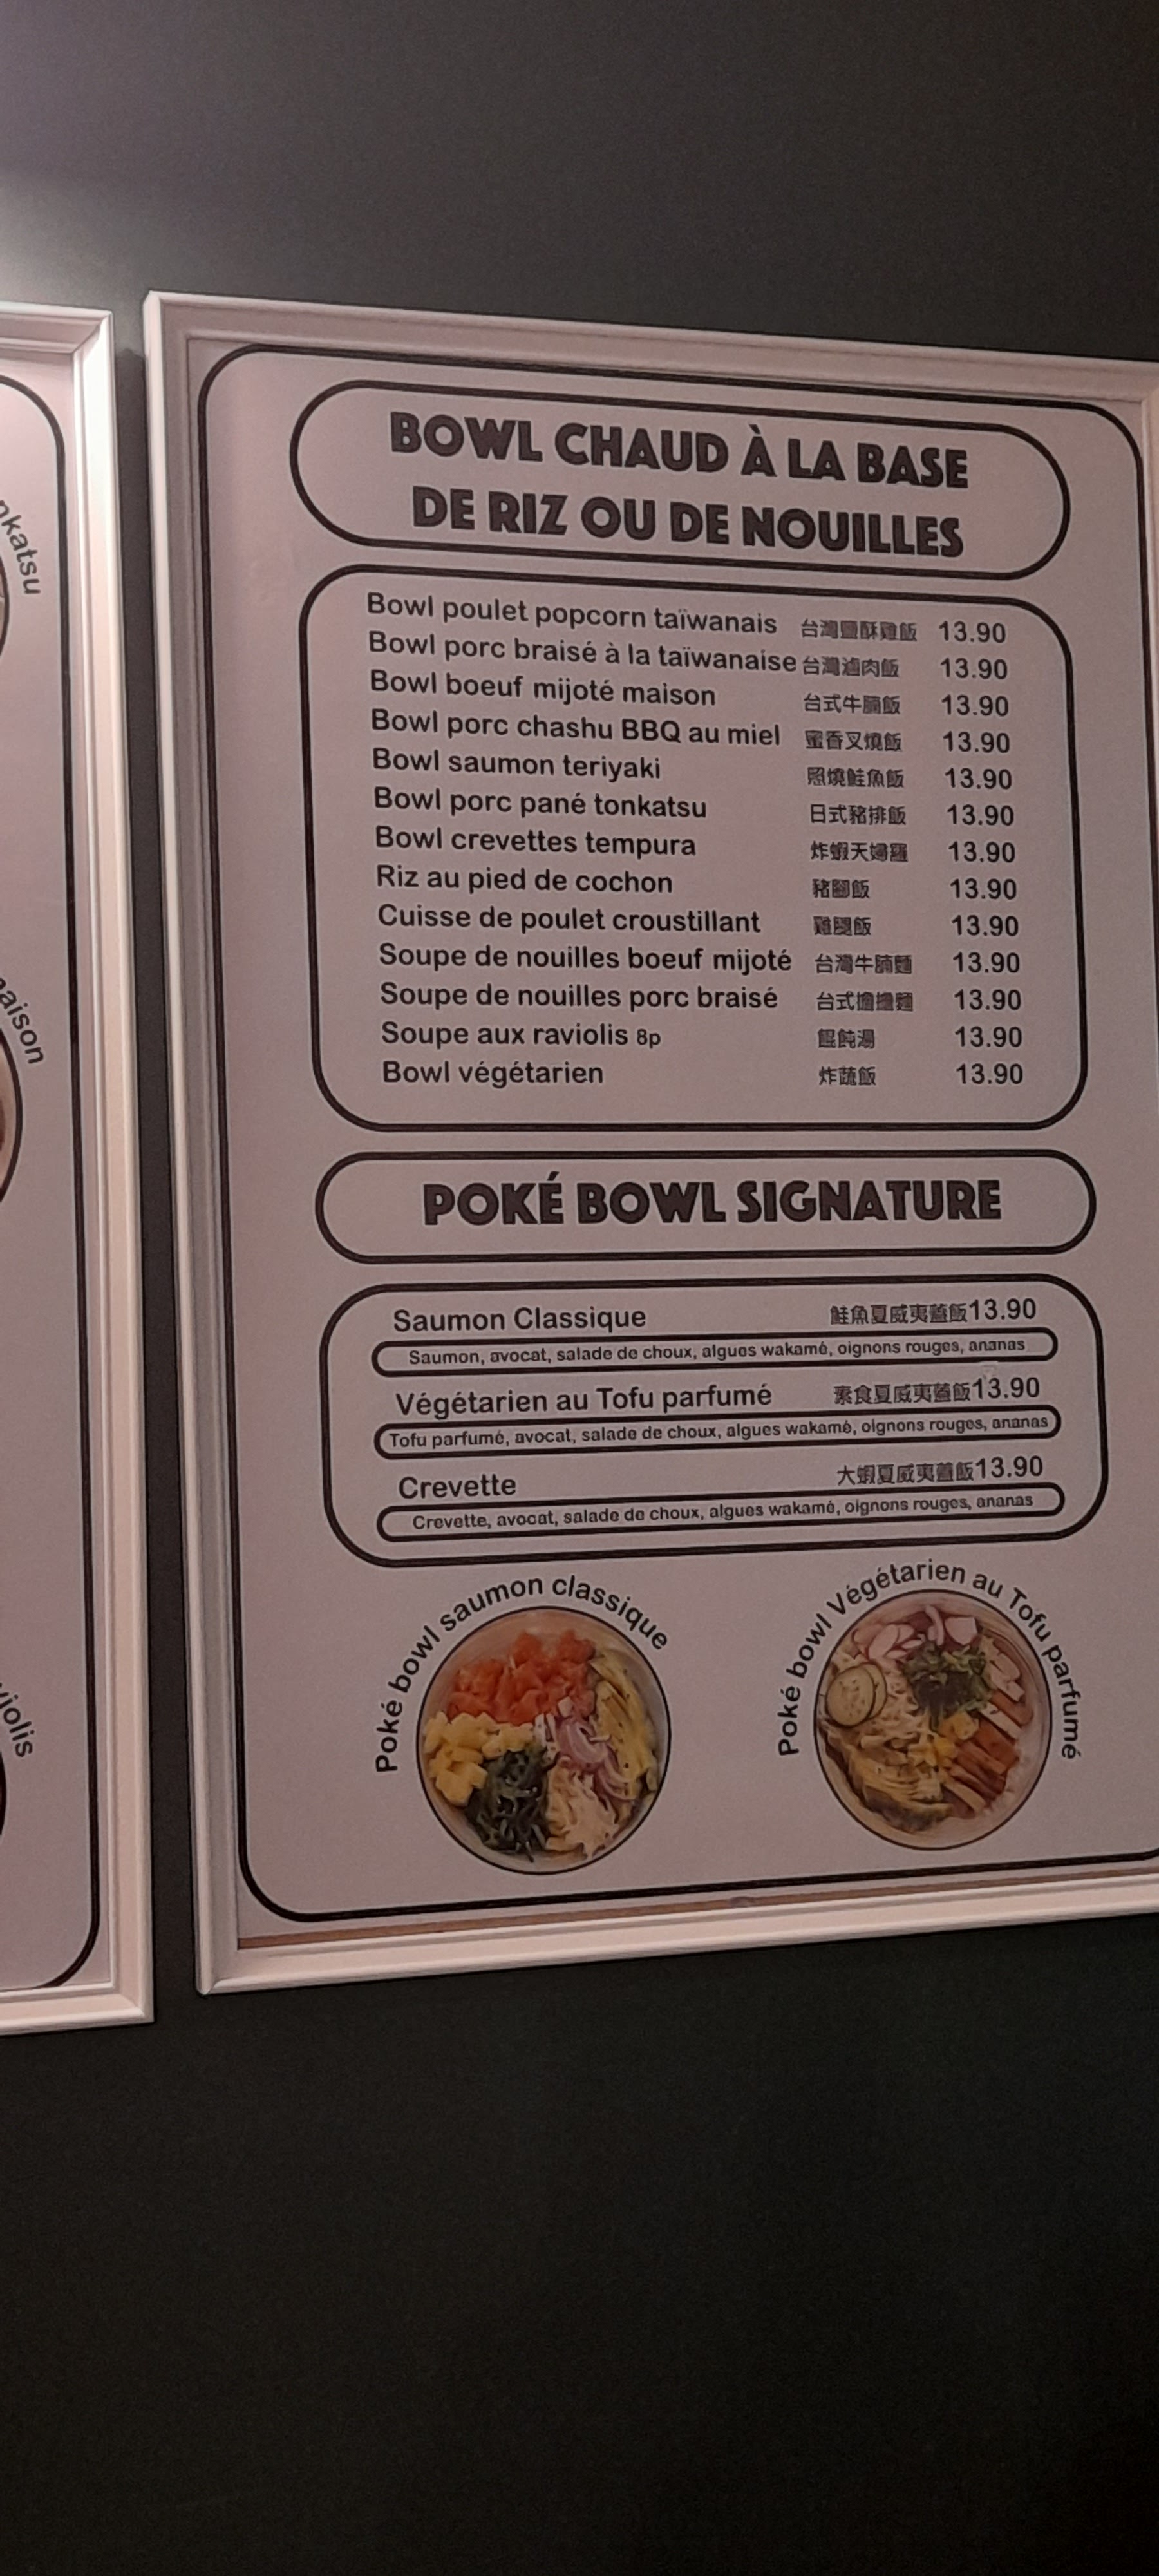 BOWL CHAUD À LA BASE
DE RIZ OU DE NOUILLES
Bowl poulet popcorn taïwanais 台灣鹽酥雞飯 13.90
Bowl porc braisé à la taïwanaise 台灣滷肉飯 13.90
Bowl boeuf mijoté maison 台式牛腩飯 13.90
Bowl porc chashu BBQ au miel 蜜香叉燒飯 13.90
Bowl saumon teriyaki 照燒鮭魚飯 13.90
Bowl porc pané tonkatsu 日式豬排飯 13.90
Bowl crevettes tempura 炸蝦天婦羅 13.90
Riz au pied de cochon 豬腳飯 13.90
Cuisse de poulet croustillant 雞腿飯 13.90
Soupe de nouilles boeuf mijoté 台灣牛腩麵 13.90
Soupe de nouilles porc braisé 台式擔擔麵 13.90
Soupe aux raviolis 8p 餛飩湯 13.90
Bowl végétarien 炸蔬飯 13.90
POKÉ BOWL SIGNATURE
Saumon Classique 鮭魚夏威夷蓋飯13.90
Saumon, avocat, salade de choux, algues wakamé, oignons rouges, ananas
Végétarien au Tofu parfumé 素食夏威夷蓋飯13.90
Tofu parfumé, avocat, salade de choux, algues wakamé, oignons rouges, ananas
Crevette 大蝦夏威夷蓋飯13.90
Crevette, avocat, salade de choux, algues wakamé, oignons rouges, ananas
Poké bowl saumon classique
Poké bowl Végétarien au Tofu parfumé